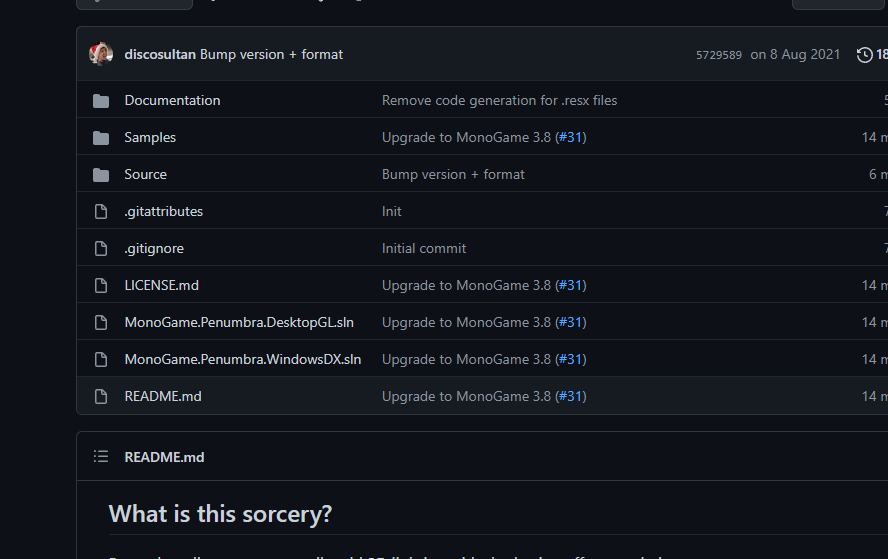 discosultan Bump version + format 5729589 on 8 Aug 2021 18
Documentation Remove code generation for .resx files
Samples Upgrade to MonoGame 3.8 (#31) 14 m
Source Bump version + format 6 m
.gitattributes Init
.gitignore Initial commit
LICENSE.md Upgrade to MonoGame 3.8 (#31) 14 m
MonoGame.Penumbra.DesktopGL.sln Upgrade to MonoGame 3.8 (#31) 14 m
MonoGame.Penumbra.WindowsDX.sln Upgrade to MonoGame 3.8 (#31) 14 m
README.md Upgrade to MonoGame 3.8 (#31) 14 m
README.md
What is this sorcery?